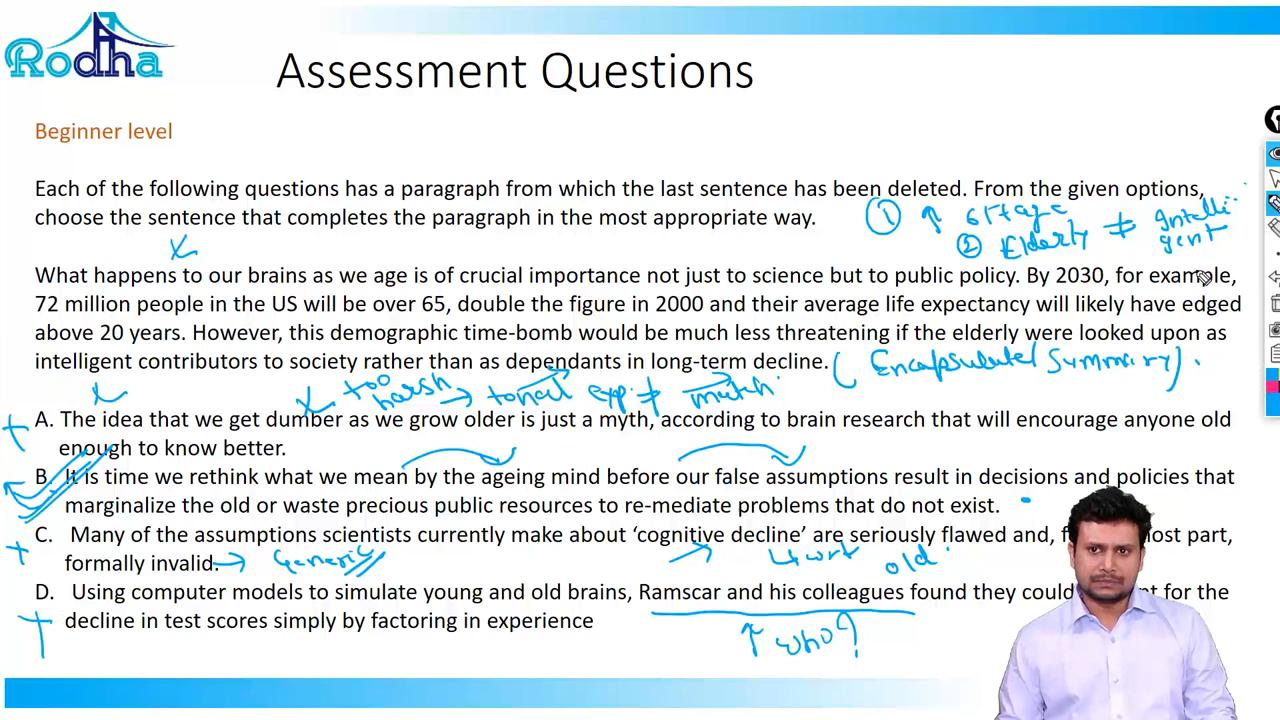 Rodha
Assessment Questions
Beginner level
Each of the following questions has a paragraph from which the last sentence has been deleted. From the given options,
choose the sentence that completes the paragraph in the most appropriate way.
① ↑
② Elderly ≠ Intelli
gent
What happens to our brains as we age is of crucial importance not just to science but to public policy. By 2030, for example,
72 million people in the US will be over 65, double the figure in 2000 and their average life expectancy will likely have edged
above 20 years. However, this demographic time-bomb would be much less threatening if the elderly were looked upon as
intelligent contributors to society rather than as dependants in long-term decline. (Encapsulated Summary).
too harsh → tonal exp ≠ match
A. The idea that we get dumber as we grow older is just a myth, according to brain research that will encourage anyone old
enough to know better.
B. It is time we rethink what we mean by the ageing mind before our false assumptions result in decisions and policies that
marginalize the old or waste precious public resources to re-mediate problems that do not exist.
C. Many of the assumptions scientists currently make about 'cognitive decline' are seriously flawed and, f most part,
formally invalid. → Generic
old
D. Using computer models to simulate young and old brains, Ramscar and his colleagues found they could t for the
decline in test scores simply by factoring in experience
↑ who?